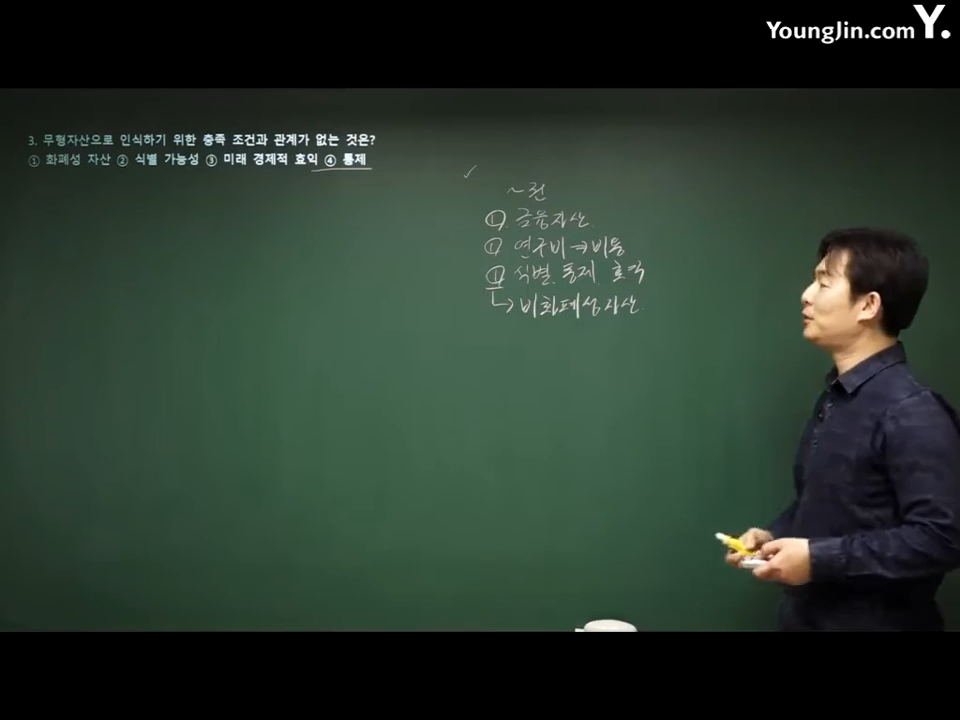 YoungJin.com Y.
3. 무형자산으로 인식하기 위한 충족 조건과 관계가 없는 것은?
① 화폐성 자산 ② 식별 가능성 ③ 미래 경제적 효익 ④ 통제
~권
① 금융자산
① 연구비 → 비용
① 식별, 통제, 효익
↳ 비화폐성자산